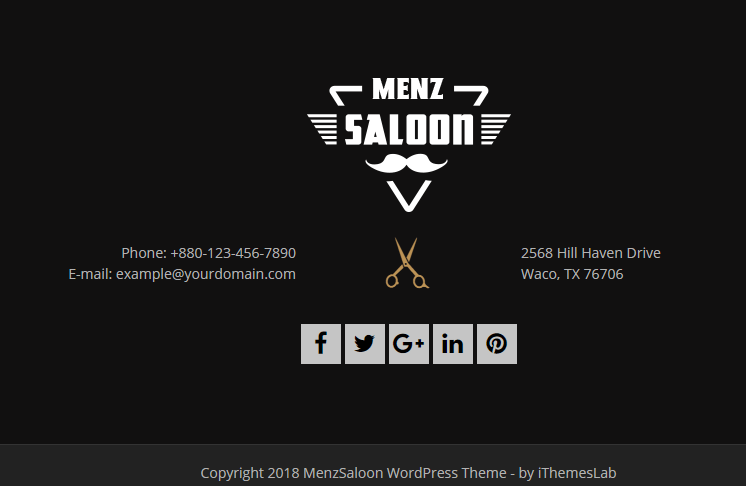 MENZ
SALOON
Phone: +880-123-456-7890
E-mail: example@yourdomain.com
2568 Hill Haven Drive
Waco, TX 76706
f G+ in
Copyright 2018 MenzSaloon WordPress Theme - by iThemesLab